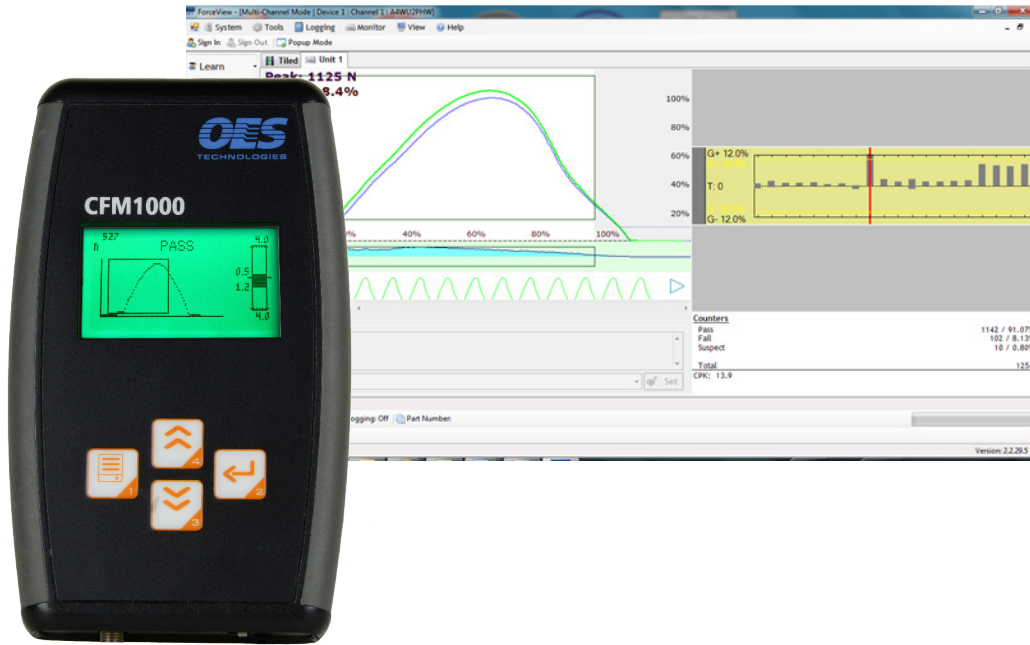 ForceView - [Multi-Channel Mode | Device 1 | Channel 1 | A4WU2PHW]
System Tools Logging Monitor View Help
Sign In Sign Out Popup Mode
Learn
Tiled Unit 1
Peak: 1125 N
8.4%
100%
80%
60%
40%
20%
40% 60% 80% 100%
G+ 12.0%
T: 0
G- 12.0%
Counters
Pass 1142 / 91.07%
Fail 102 / 8.13%
Suspect 10 / 0.80%
Total 125
CPK: 13.9
Set
ogging: Off Part Number:
Version: 2.2.29.5
OES
TECHNOLOGIES
CFM1000
527
n PASS 4.0
0.5
1.2
4.0
4
1 2
3